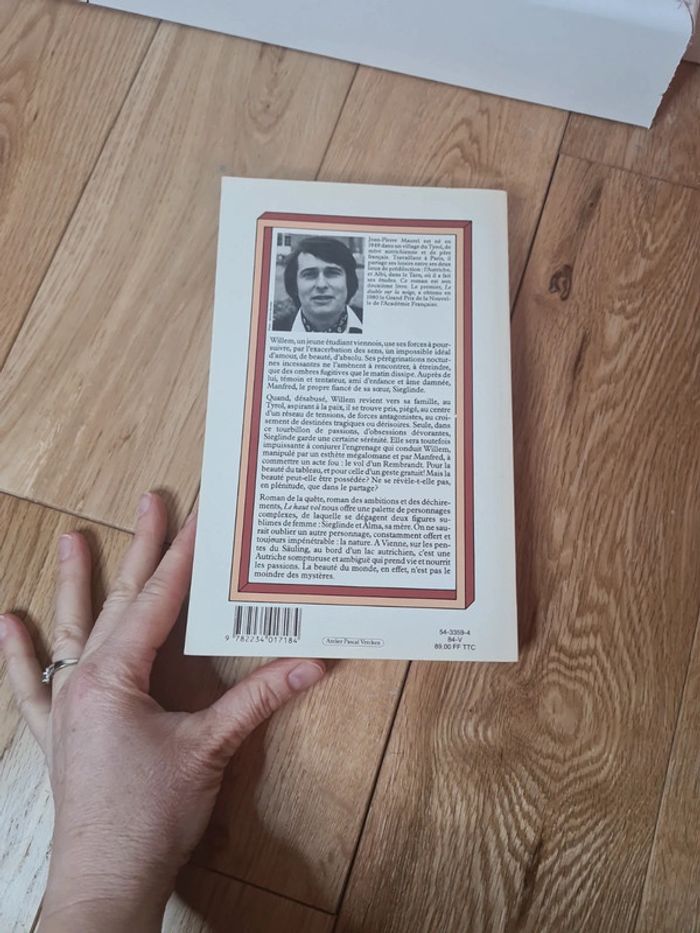 Jean-Pierre Maurel est né en
1949 dans un village du Tyrol, de
mère autrichienne et de père
français. Travaillant à Paris, il
partage ses loisirs entre ses deux
lieux de prédilection : l'Autriche,
et Albi, dans le Tarn, où il a fait
ses études. Ce roman est son
deuxième livre. Le premier, Le
diable sur la neige, a obtenu en
1980 le Grand Prix de la Nouvel-
le de l'Académie Française.
Willem, un jeune étudiant viennois, use ses forces à pour-
suivre, par l'exacerbation des sens, un impossible idéal
d'amour, de beauté, d'absolu. Ses pérégrinations noctur-
nes incessantes ne l'amènent à rencontrer, à étreindre,
que des ombres fugitives que le matin dissipe. Auprès de
lui, témoin et tentateur, ami d'enfance et âme damnée,
Manfred, le propre fiancé de sa sœur, Sieglinde.
Quand, désabusé, Willem revient vers sa famille, au
Tyrol, aspirant à la paix, il se trouve pris, piégé, au centre
d'un réseau de tensions, de forces antagonistes, au croi-
sement de destinées tragiques ou dérisoires. Seule, dans
ce tourbillon de passions, d'obsessions dévorantes,
Sieglinde garde une certaine sérénité. Elle sera toutefois
impuissante à conjurer l'engrenage qui conduit Willem,
manipulé par un esthète mégalomane et par Manfred, à
commettre un acte fou : le vol d'un Rembrandt. Pour la
beauté du tableau, et pour celle d'un geste gratuit! Mais la
beauté peut-elle être possédée? Ne se révèle-t-elle pas,
en plénitude, que dans le partage?
Roman de la quête, roman des ambitions et des déchire-
ments, Le haut vol nous offre une palette de personnages
complexes, de laquelle se dégagent deux figures su-
blimes de femme : Sieglinde et Alma, sa mère. On ne sau-
rait oublier un autre personnage, constamment offert et
toujours impénétrable : la nature. A Vienne, sur les pen-
tes du Säuling, au bord d'un lac autrichien, c'est une
Autriche somptueuse et ambiguë qui prend vie et nourrit
les passions. La beauté du monde, en effet, n'est pas le
moindre des mystères.
9 782234 017184
Atelier Pascal Vercken
54-3359-4
84-V
89,00 FF TTC